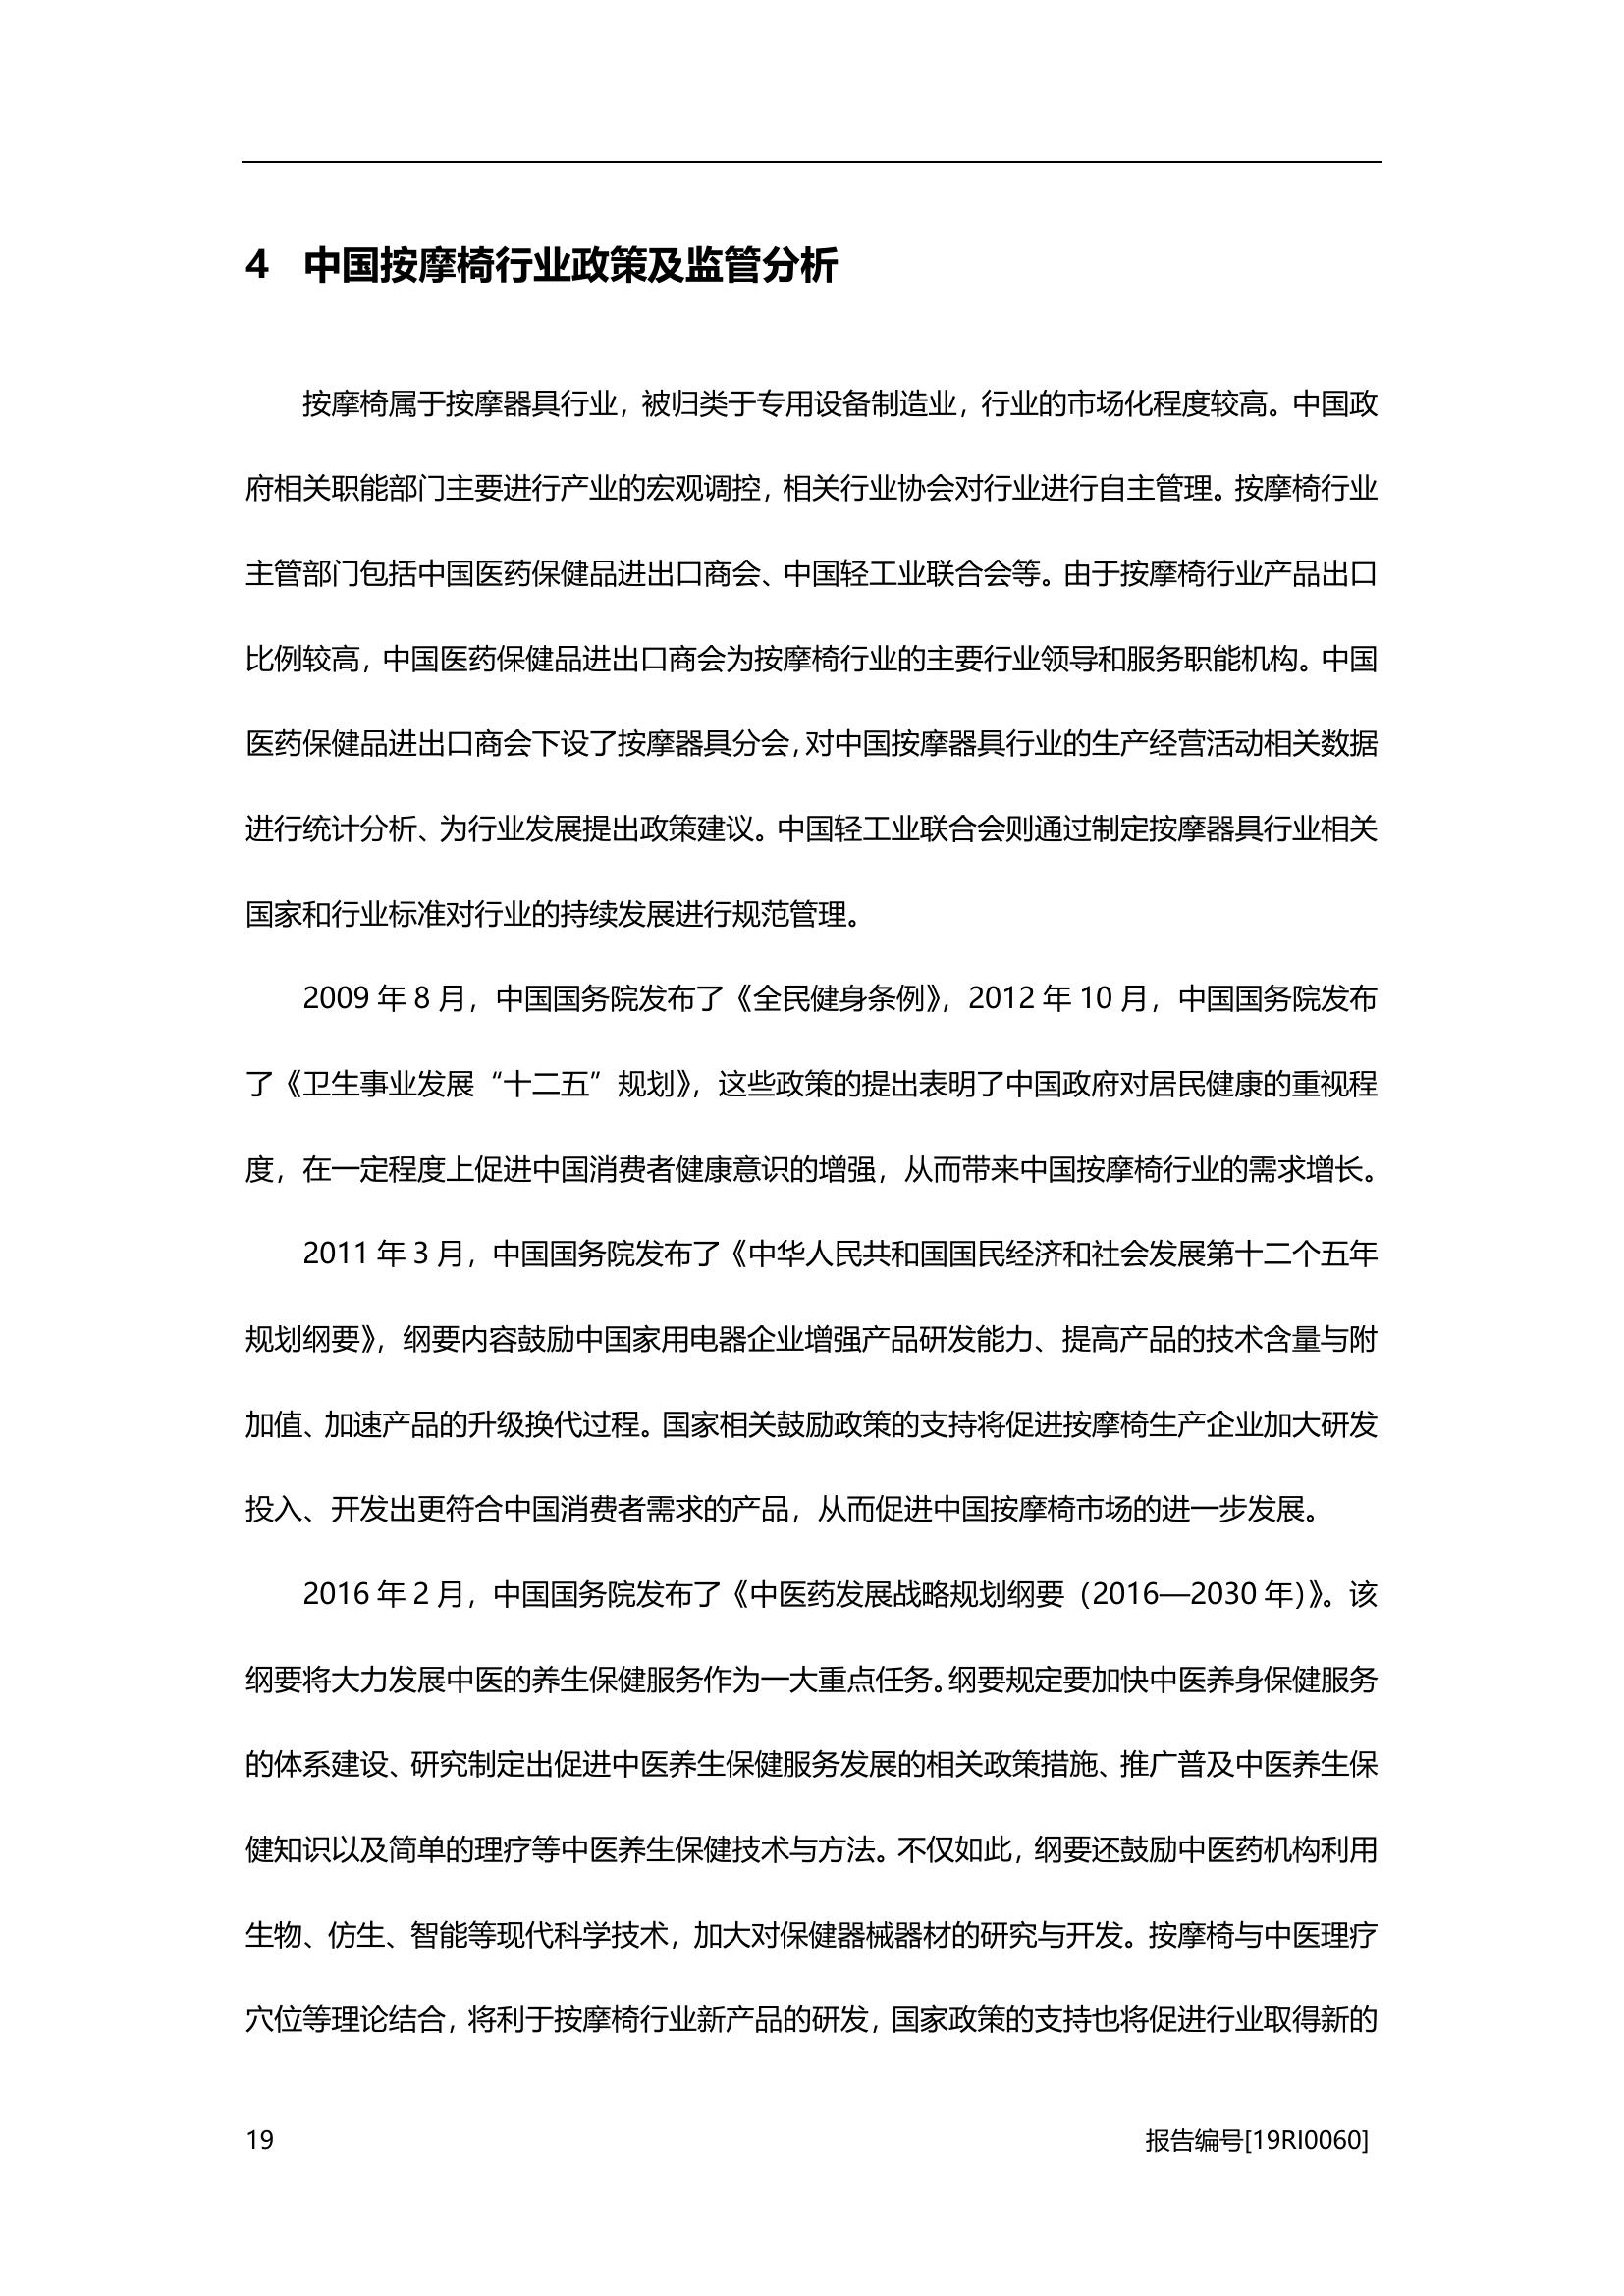 4 中国按摩椅行业政策及监管分析
按摩椅属于按摩器具行业，被归类于专用设备制造业，行业的市场化程度较高。中国政
府相关职能部门主要进行产业的宏观调控，相关行业协会对行业进行自主管理。按摩椅行业
主管部门包括中国医药保健品进出口商会、中国轻工业联合会等。由于按摩椅行业产品出口
比例较高，中国医药保健品进出口商会为按摩椅行业的主要行业领导和服务职能机构。中国
医药保健品进出口商会下设了按摩器具分会，对中国按摩器具行业的生产经营活动相关数据
进行统计分析、为行业发展提出政策建议。中国轻工业联合会则通过制定按摩器具行业相关
国家和行业标准对行业的持续发展进行规范管理。
2009 年 8 月，中国国务院发布了《全民健身条例》，2012 年 10 月，中国国务院发布
了《卫生事业发展“十二五”规划》，这些政策的提出表明了中国政府对居民健康的重视程
度，在一定程度上促进中国消费者健康意识的增强，从而带来中国按摩椅行业的需求增长。
2011 年 3 月，中国国务院发布了《中华人民共和国国民经济和社会发展第十二个五年
规划纲要》，纲要内容鼓励中国家用电器企业增强产品研发能力、提高产品的技术含量与附
加值、加速产品的升级换代过程。国家相关鼓励政策的支持将促进按摩椅生产企业加大研发
投入、开发出更符合中国消费者需求的产品，从而促进中国按摩椅市场的进一步发展。
2016 年 2 月，中国国务院发布了《中医药发展战略规划纲要（2016—2030 年）》。该
纲要将大力发展中医的养生保健服务作为一大重点任务。纲要规定要加快中医养身保健服务
的体系建设、研究制定出促进中医养生保健服务发展的相关政策措施、推广普及中医养生保
健知识以及简单的理疗等中医养生保健技术与方法。不仅如此，纲要还鼓励中医药机构利用
生物、仿生、智能等现代科学技术，加大对保健器械器材的研究与开发。按摩椅与中医理疗
穴位等理论结合，将利于按摩椅行业新产品的研发，国家政策的支持也将促进行业取得新的
19 报告编号[19RI0060]